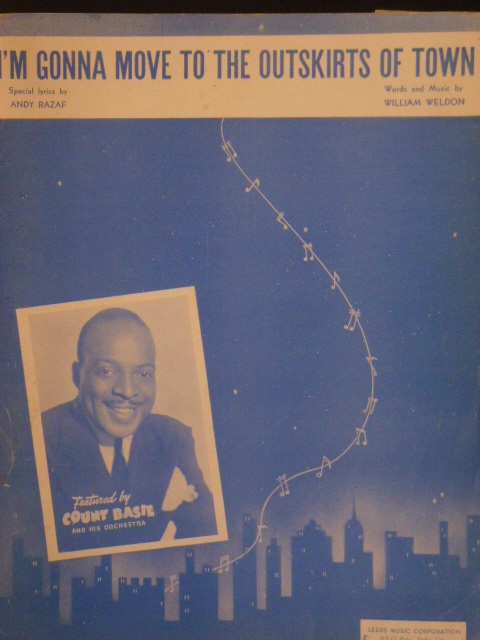 I'M GONNA MOVE TO THE OUTSKIRTS OF TOWN
Special lyrics by
ANDY RAZAF
Words and Music by
WILLIAM WELDON
Featured by
COUNT BASIE
AND HIS ORCHESTRA
LEEDS MUSIC CORPORATION